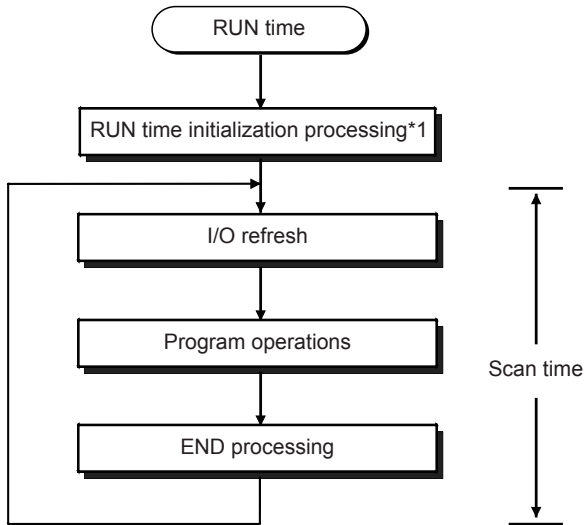 RUN time
RUN time initialization processing*1
I/O refresh
Program operations
Scan time
END processing